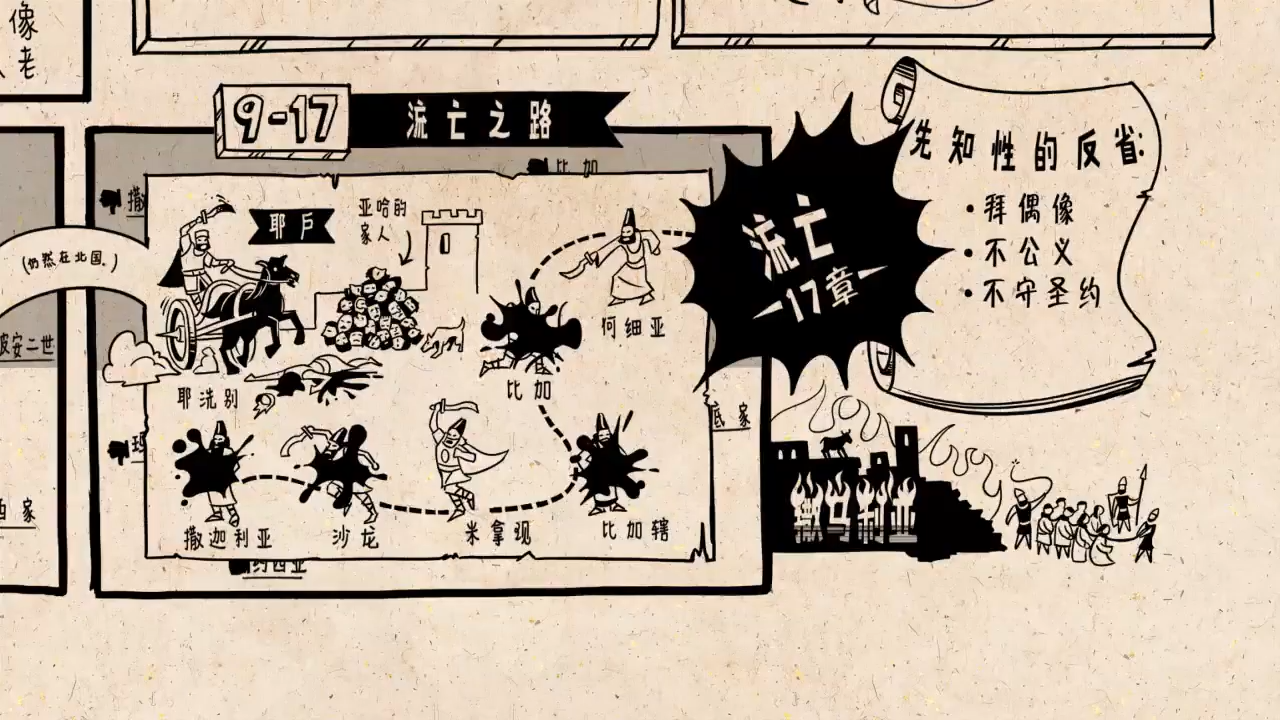 像
老
9-17 流亡之路
比加
撒
耶户
亚哈的
家人
(仍然在北国。)
先知性的反省:
•拜偶像
•不公义
•不守圣约
流亡
17章
何细亚
比加
耶洗别
安二世
底家
撒迦利亚
沙龙
米拿现
比加辖
撒马利亚
家
约西亚